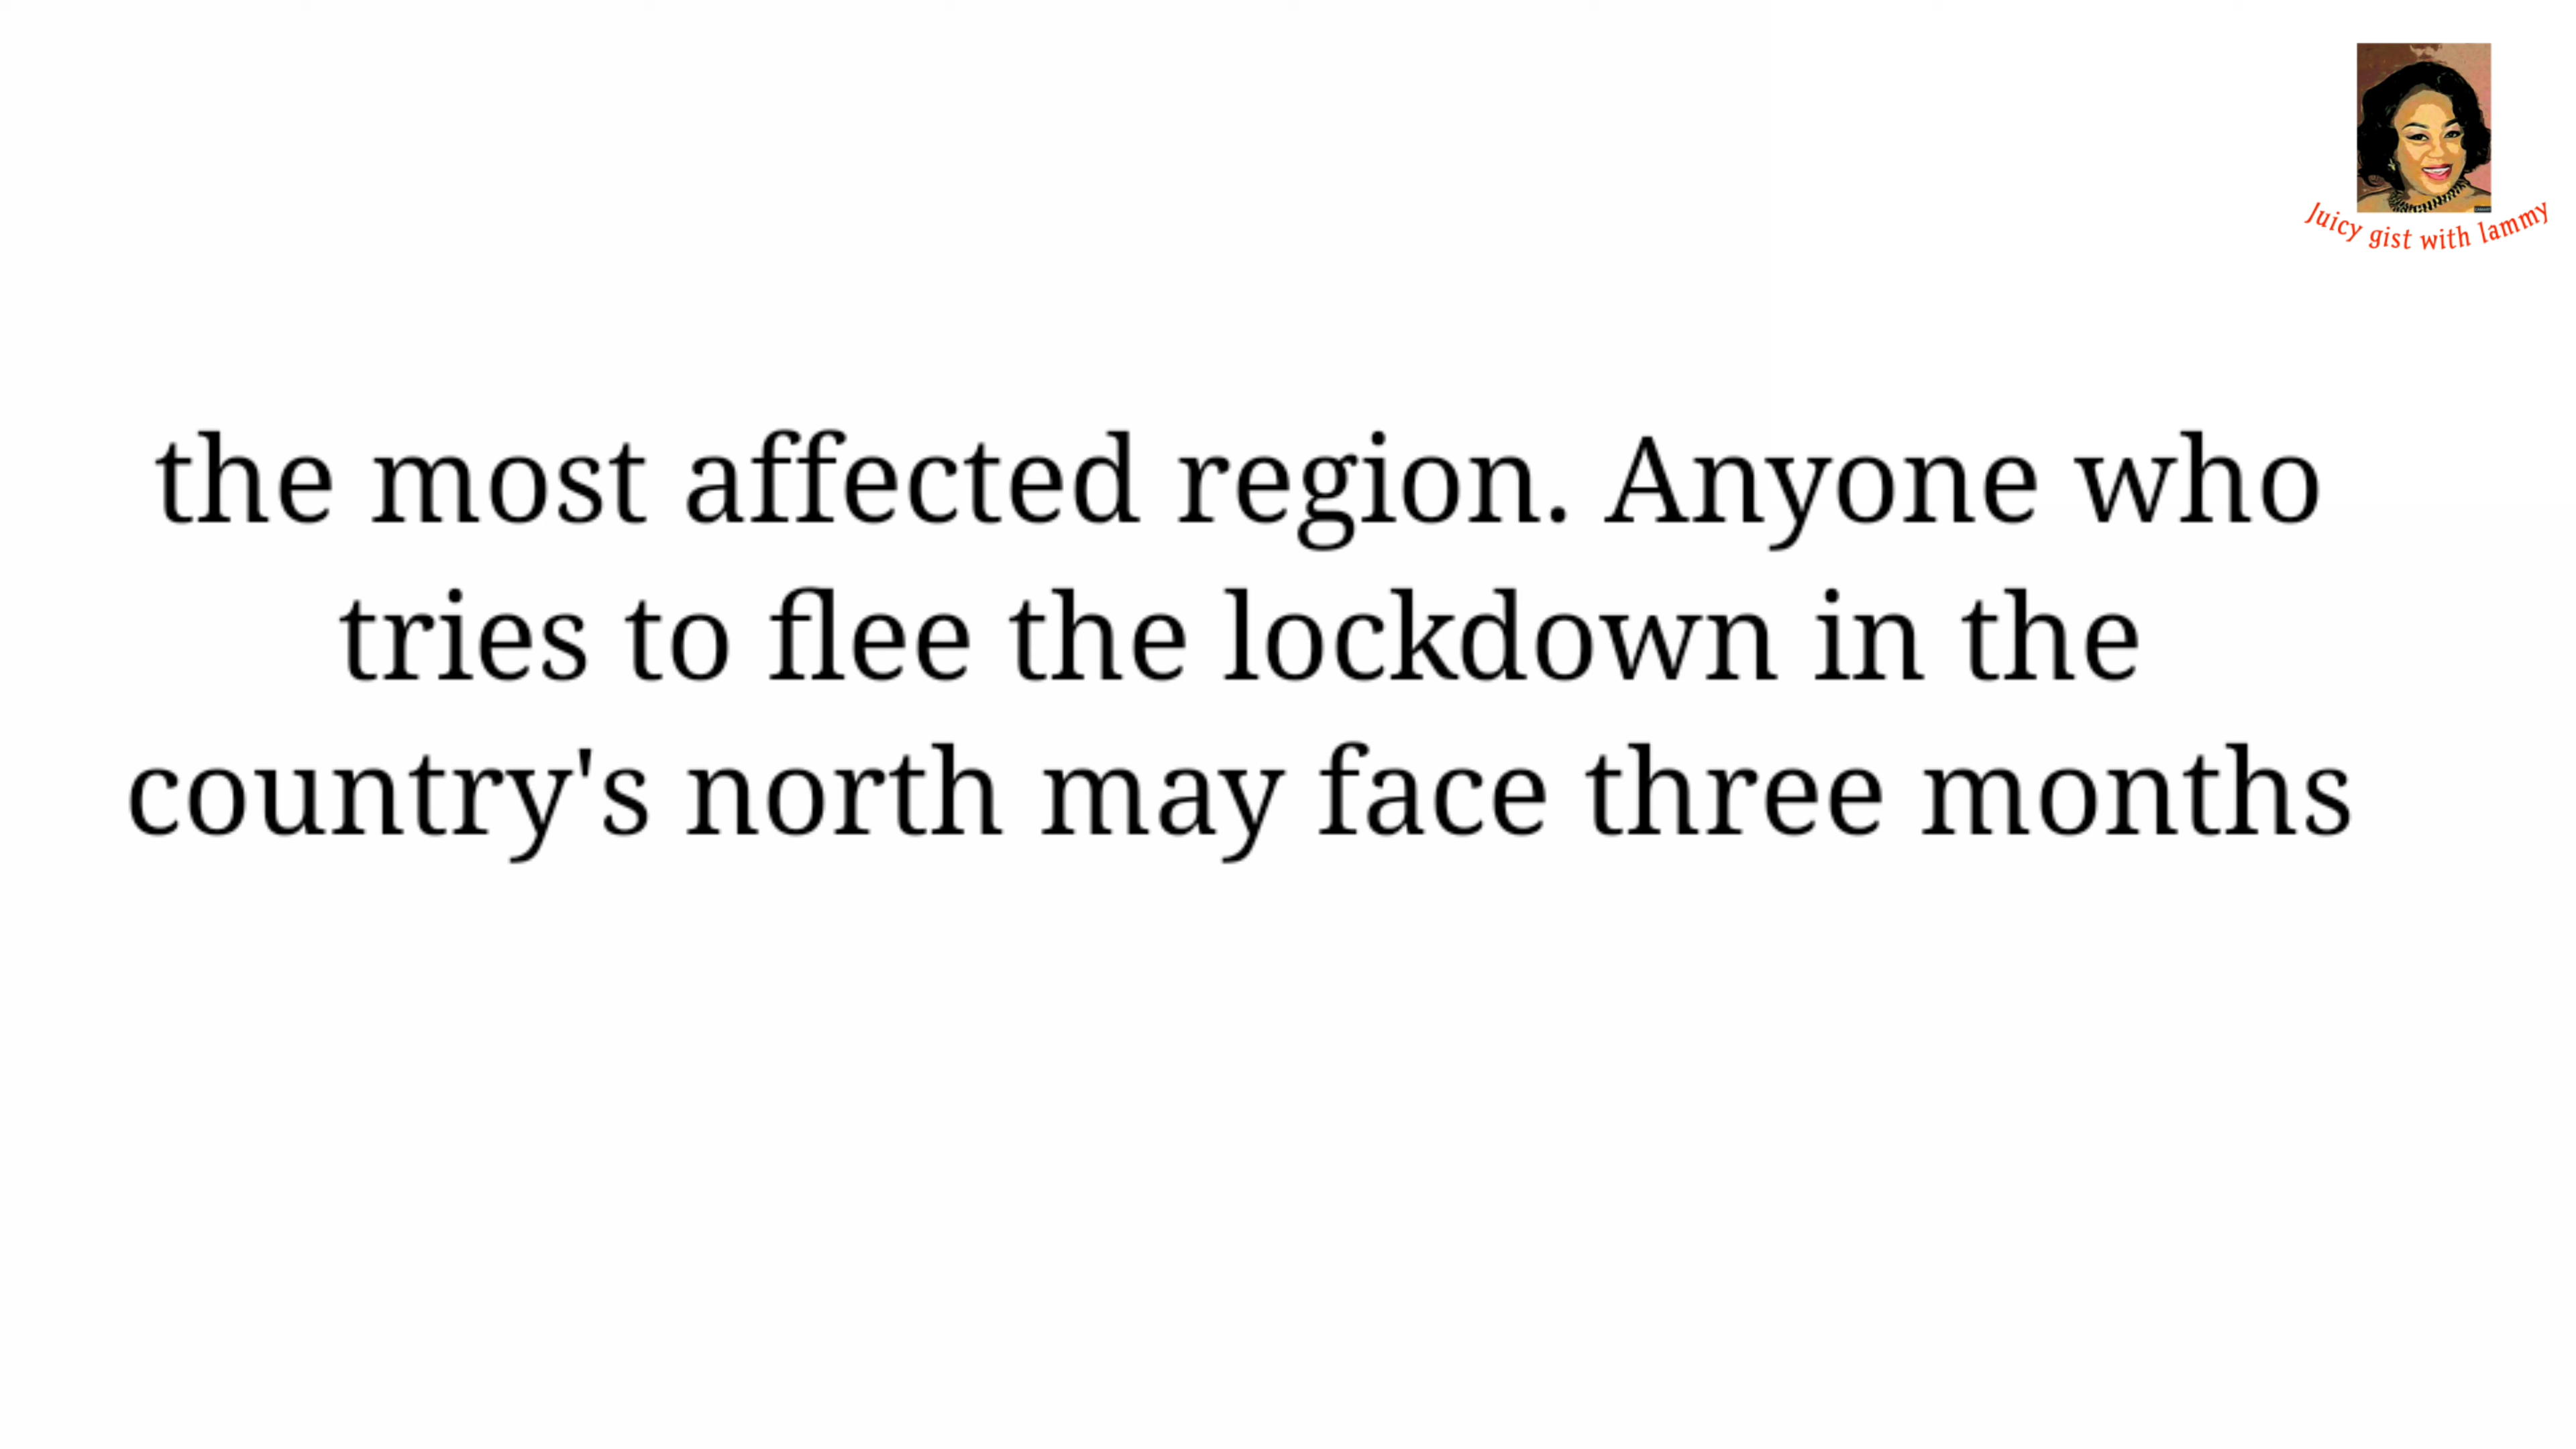 Juicy gist with lammy
the most affected region. Anyone who
tries to flee the lockdown in the
country's north may face three months